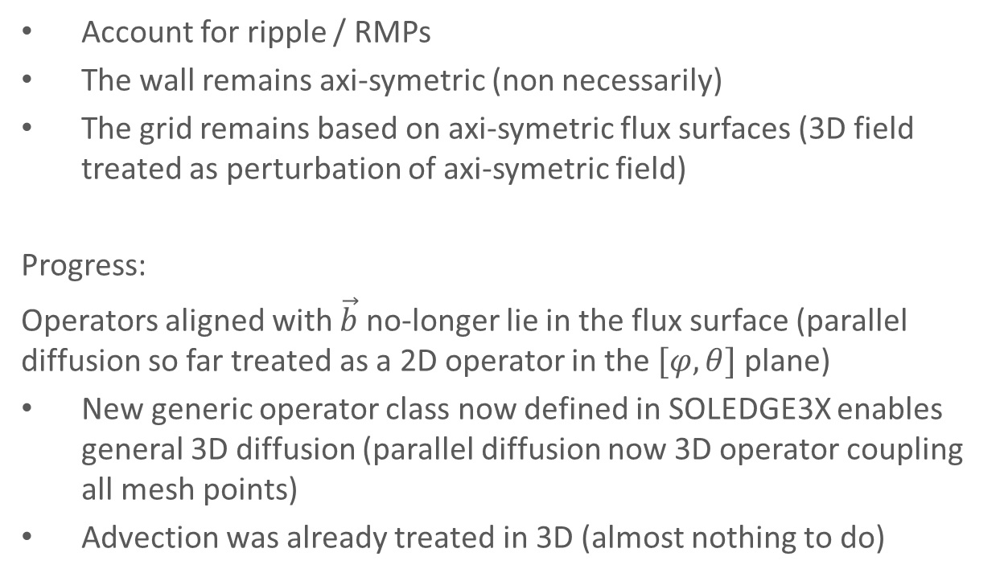 • Account for ripple / RMPs
• The wall remains axi-symetric (non necessarily)
• The grid remains based on axi-symetric flux surfaces (3D field
treated as perturbation of axi-symetric field)
Progress:
Operators aligned with b⃗ no-longer lie in the flux surface (parallel
diffusion so far treated as a 2D operator in the [φ, θ] plane)
• New generic operator class now defined in SOLEDGE3X enables
general 3D diffusion (parallel diffusion now 3D operator coupling
all mesh points)
• Advection was already treated in 3D (almost nothing to do)